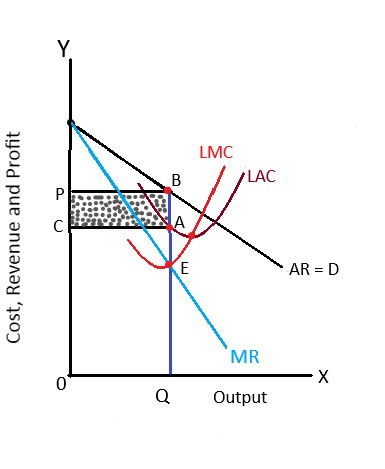 Y
LMC
LAC
B
P
A
C
E
AR = D
MR
0
X
Q
Output
Cost, Revenue and Profit